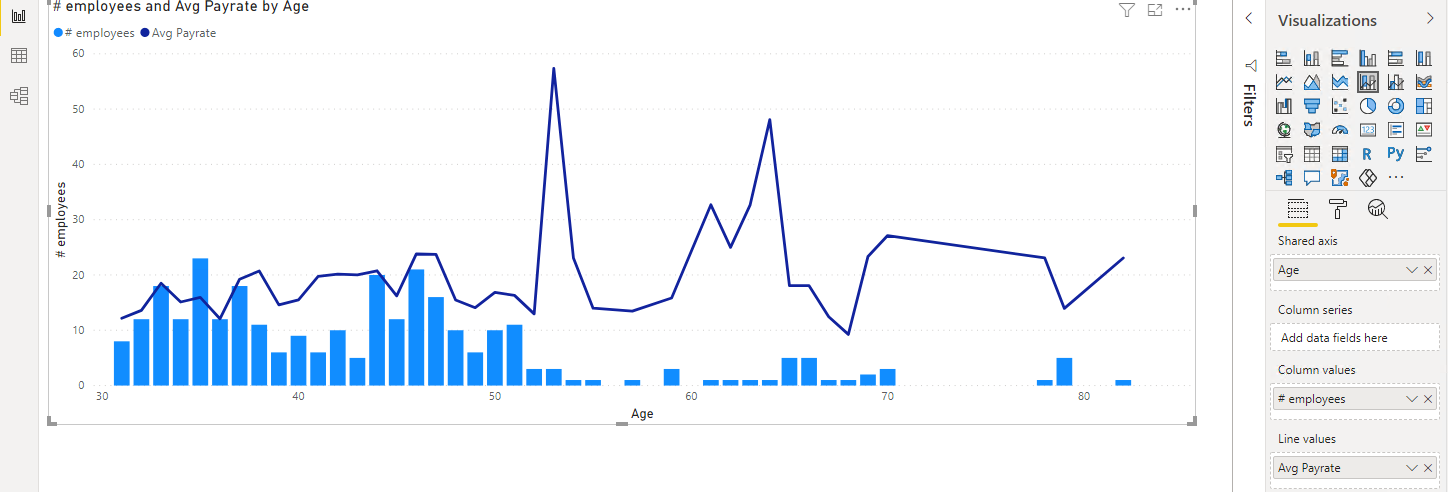 # employees and Avg Payrate by Age
# employees Avg Payrate
60
50
40
30
20
10
0
# employees
30 40 50 60 70 80
Age
Filters
Visualizations
123
R Py
...
Shared axis
Age
Column series
Add data fields here
Column values
# employees
Line values
Avg Payrate